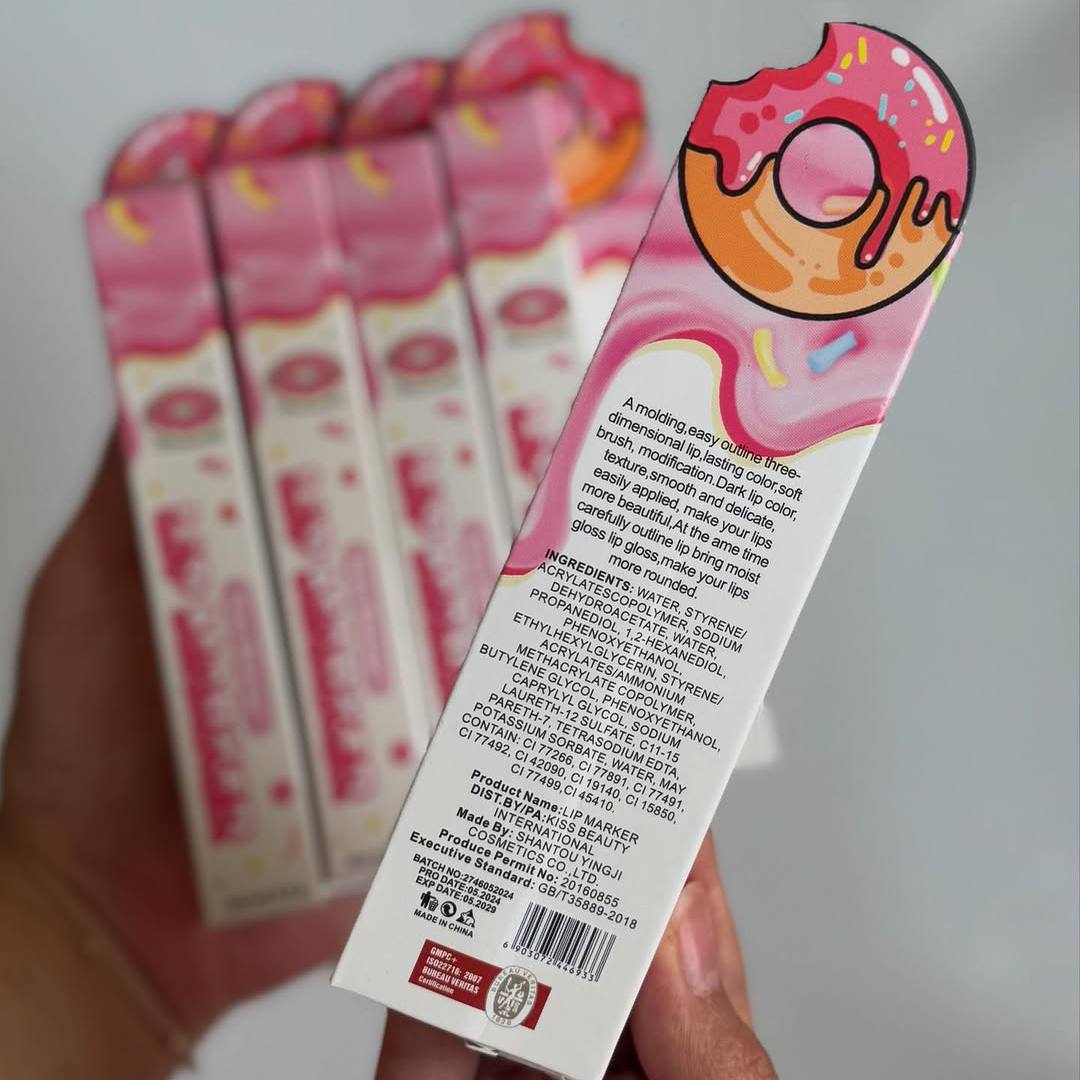 A molding,easy outline three-
dimensional lip,lasting color,soft
brush, modification.Dark lip color,
texture,smooth and delicate,
easily applied, make your lips
more beautiful.At the ame time
carefully outline lip bring moist
gloss lip gloss,make your lips
more rounded.
INGREDIENTS: WATER, STYRENE/
ACRYLATESCOPOLYMER, SODIUM
DEHYDROACETATE, WATER,
PROPANEDIOL, 1,2-HEXANEDIOL,
PHENOXYETHANOL,
ETHYLHEXYLGLYCERIN, STYRENE/
ACRYLATES/AMMONIUM
METHACRYLATE COPOLYMER,
BUTYLENE GLYCOL, PHENOXYETHANOL,
CAPRYLYL GLYCOL, SODIUM
LAURETH-12 SULFATE, C11-15
PARETH-7, TETRASODIUM EDTA,
POTASSIUM SORBATE, WATER, MAY
CONTAIN: CI 77266, CI 77891, CI 77491,
CI 77492, CI 42090, CI 19140, CI 15850,
CI 77499,CI 45410.
Product Name:LIP MARKER
DIST.BY/PA:KISS BEAUTY
INTERNATIONAL
Made By: SHANTOU YINGJI
COSMETICS CO.,LTD.
Produce Permit No: 20160855
Executive Standard: GB/T35889-2018
BATCH NO:2746052024
PRO DATE:05.2024
EXP DATE:05.2029
MADE IN CHINA
6 903072 446933
GMPC+
ISO22716: 2007
BUREAU VERITAS
Certification
BUREAU VERITAS
1828